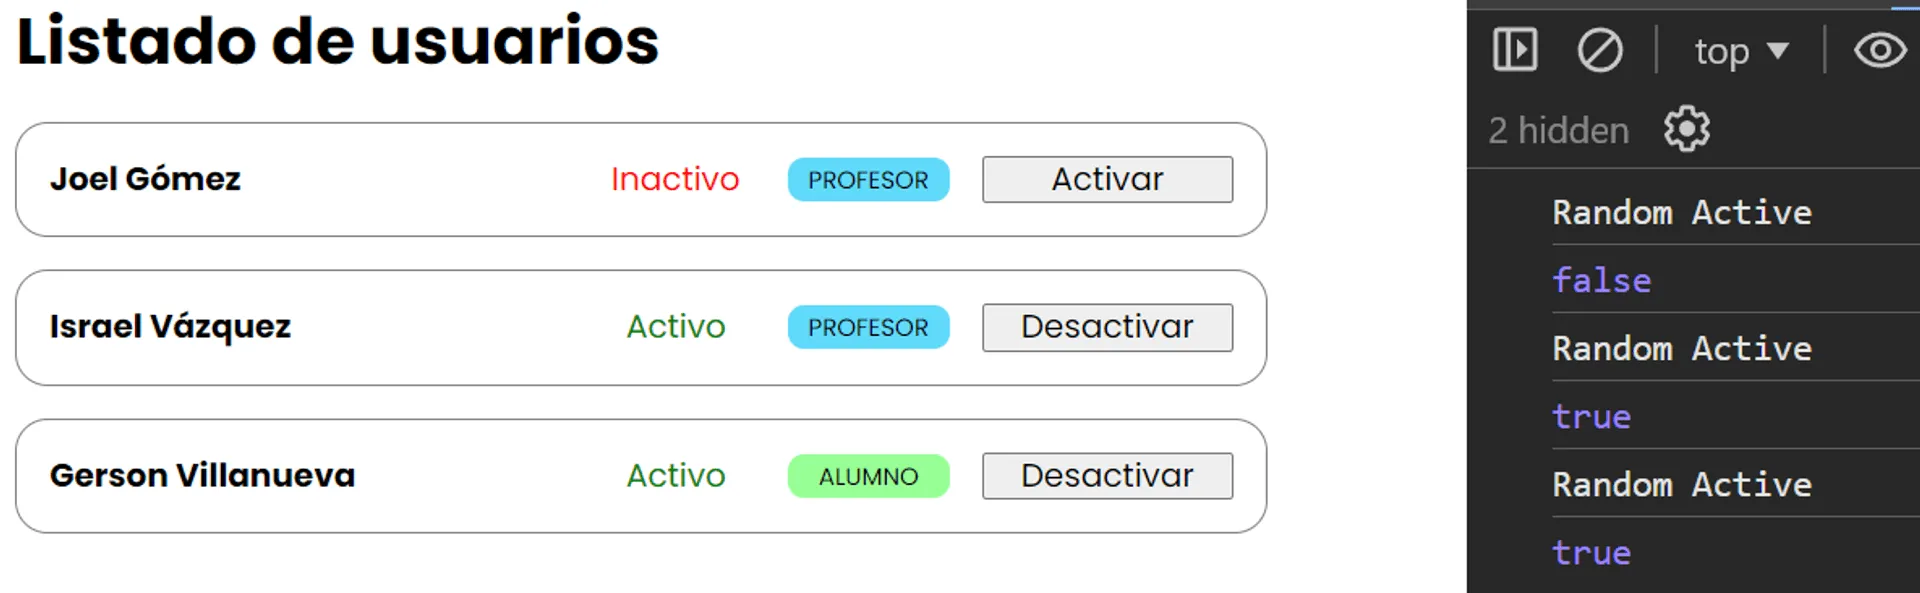 Listado de usuarios
Joel Gómez Inactivo PROFESOR Activar
Israel Vázquez Activo PROFESOR Desactivar
Gerson Villanueva Activo ALUMNO Desactivar
top
2 hidden
Random Active
false
Random Active
true
Random Active
true